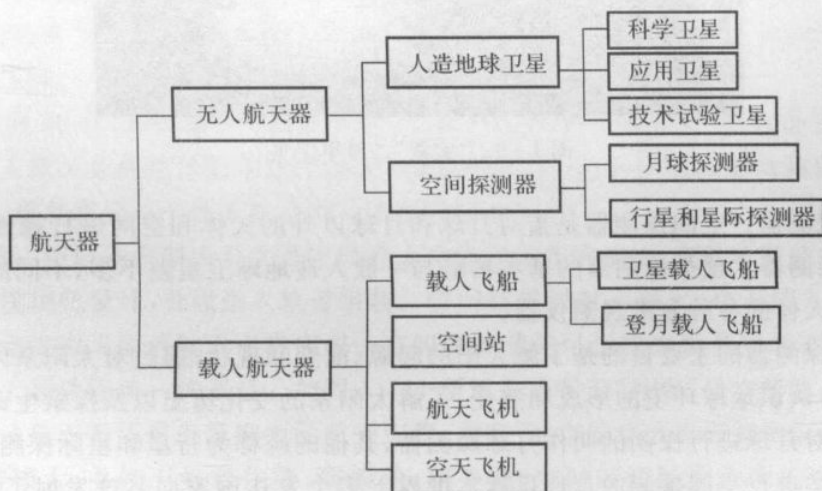 科学卫星
人造地球卫星
应用卫星
无人航天器
技术试验卫星
月球探测器
空间探测器
行星和星际探测器
航天器
载人飞船
卫星载人飞船
登月载人飞船
空间站
载人航天器
航天飞机
空天飞机